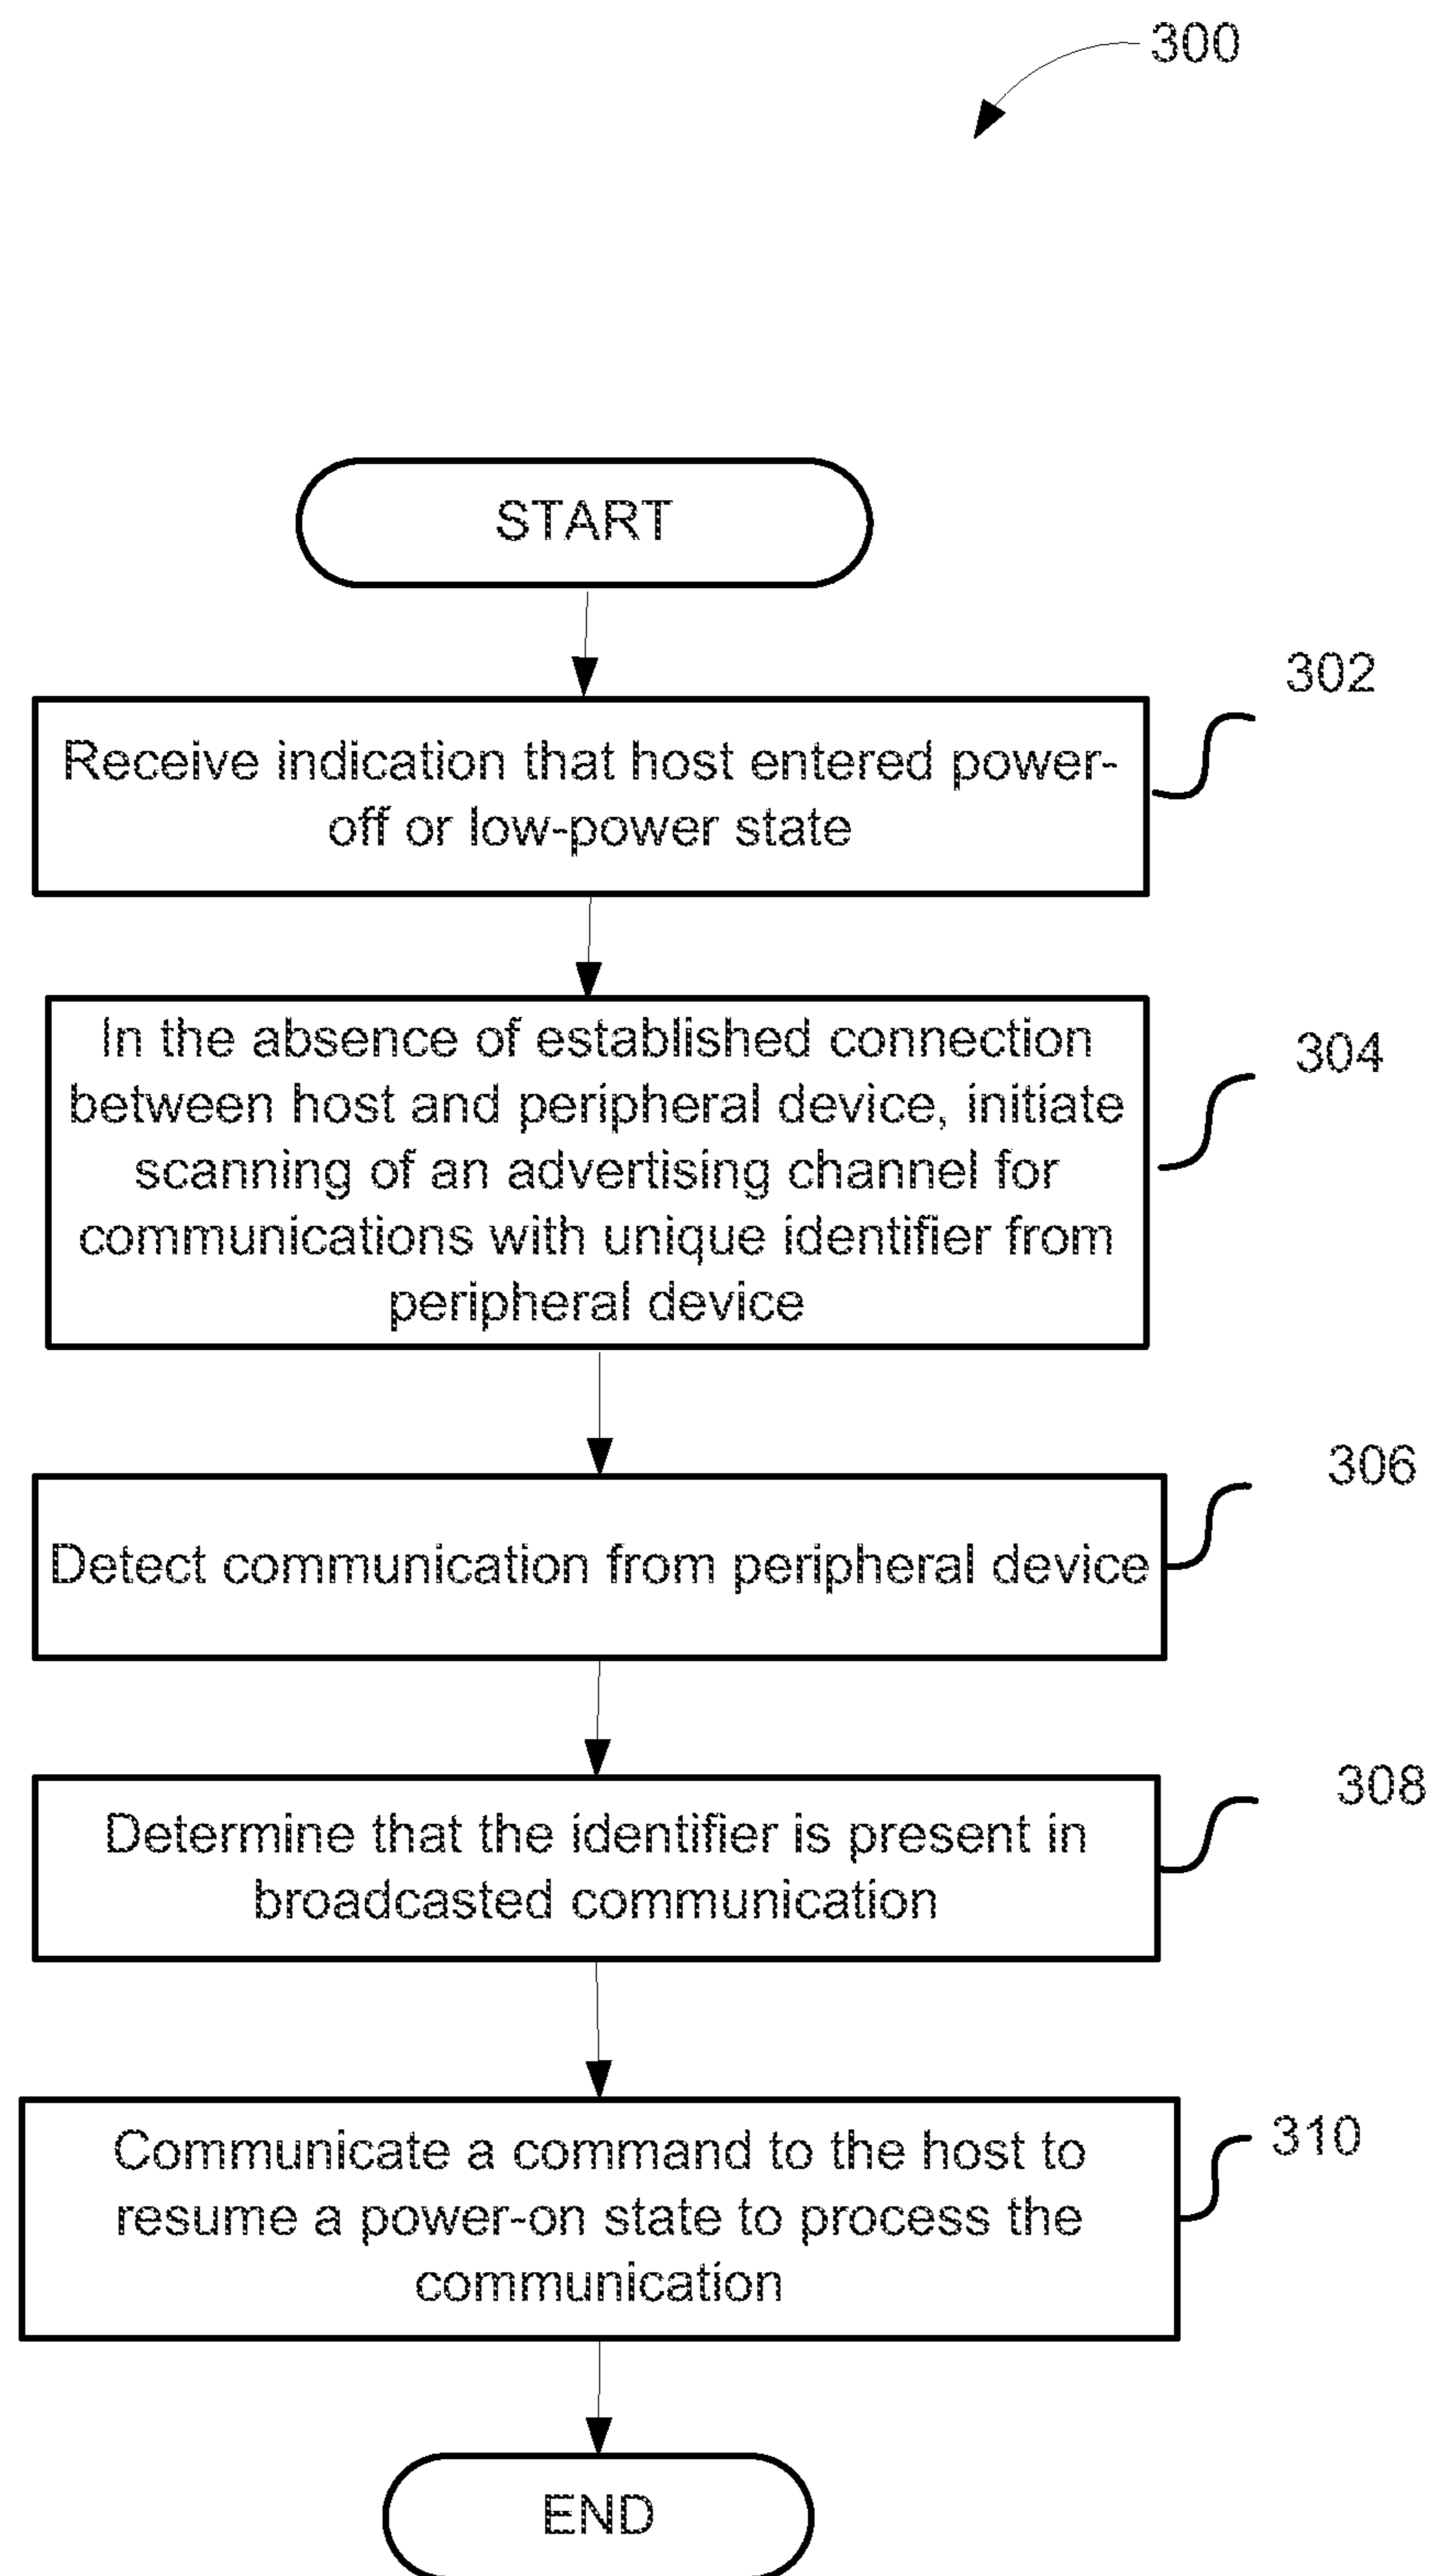 300
START
302
Receive indication that host entered power-
off or low-power state
304
In the absence of established connection
between host and peripheral device, initiate
scanning of an advertising channel for
communications with unique identifier from
peripheral device
306
Detect communication from peripheral device
308
Determine that the identifier is present in
broadcasted communication
310
Communicate a command to the host to
resume a power-on state to process the
communication
END